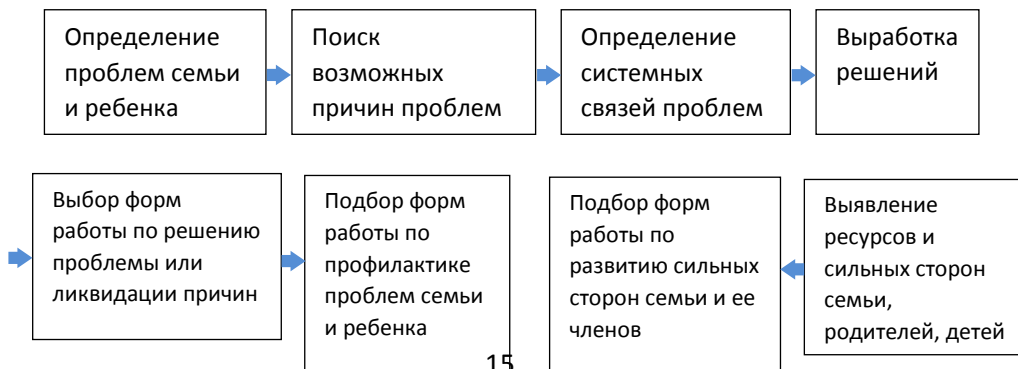 Определение
проблем семьи
и ребенка
Поиск
возможных
причин проблем
Определение
системных
связей проблем
Выработка
решений
Выбор форм
работы по решению
проблемы или
ликвидации причин
Подбор форм
работы по
профилактике
проблем семьи
и ребенка
Подбор форм
работы по
развитию сильных
сторон семьи и ее
членов
Выявление
ресурсов и
сильных сторон
семьи,
родителей, детей
15